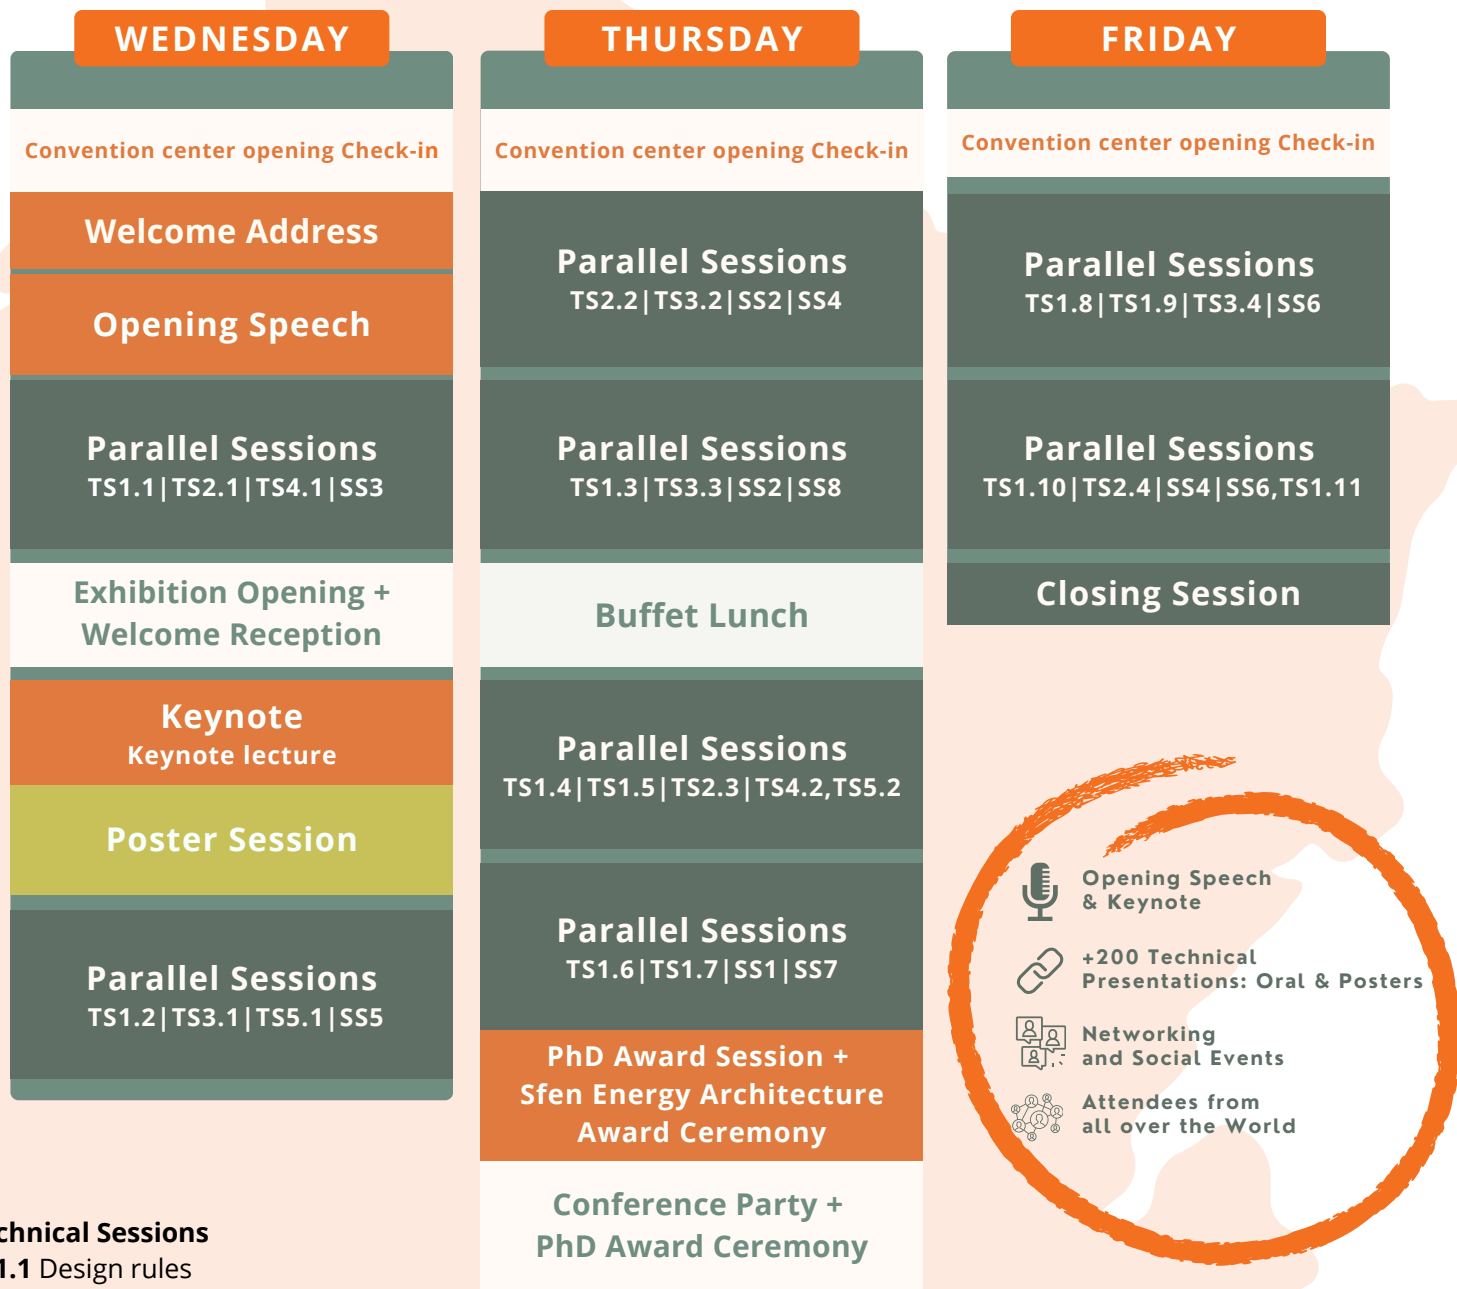 WEDNESDAY
Convention center opening Check-in
Welcome Address
Opening Speech
Parallel Sessions
TS1.1|TS2.1|TS4.1|SS3
Exhibition Opening +
Welcome Reception
Keynote
Keynote lecture
Poster Session
Parallel Sessions
TS1.2|TS3.1|TS5.1|SS5
THURSDAY
Convention center opening Check-in
Parallel Sessions
TS2.2|TS3.2|SS2|SS4
Parallel Sessions
TS1.3|TS3.3|SS2|SS8
Buffet Lunch
Parallel Sessions
TS1.4|TS1.5|TS2.3|TS4.2,TS5.2
Parallel Sessions
TS1.6|TS1.7|SS1|SS7
PhD Award Session +
Sfen Energy Architecture
Award Ceremony
Conference Party +
PhD Award Ceremony
FRIDAY
Convention center opening Check-in
Parallel Sessions
TS1.8|TS1.9|TS3.4|SS6
Parallel Sessions
TS1.10|TS2.4|SS4|SS6,TS1.11
Closing Session
Opening Speech
& Keynote
+200 Technical
Presentations: Oral & Posters
Networking
and Social Events
Attendees from
all over the World
chnical Sessions
1.1 Design rules